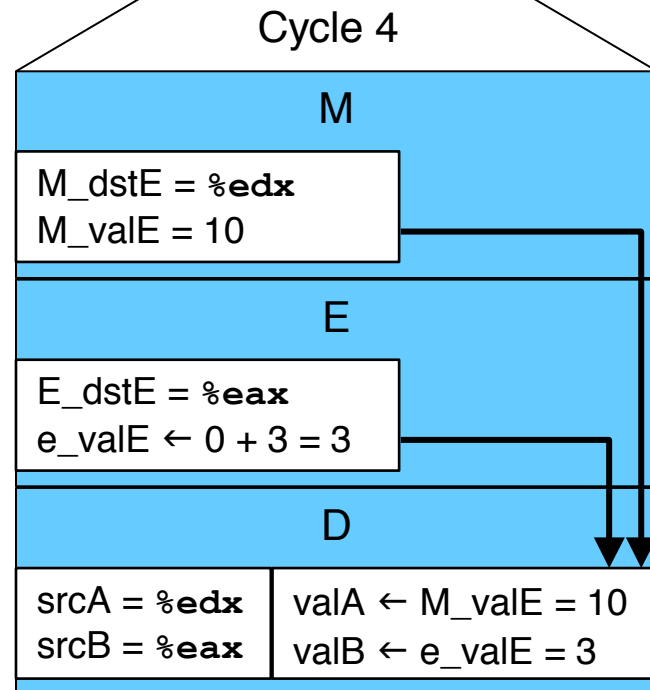 Cycle 4
M
M_dstE = %edx
M_valE = 10
E
E_dstE = %eax
e_valE ← 0 + 3 = 3
D
srcA = %edx
srcB = %eax
valA ← M_valE = 10
valB ← e_valE = 3